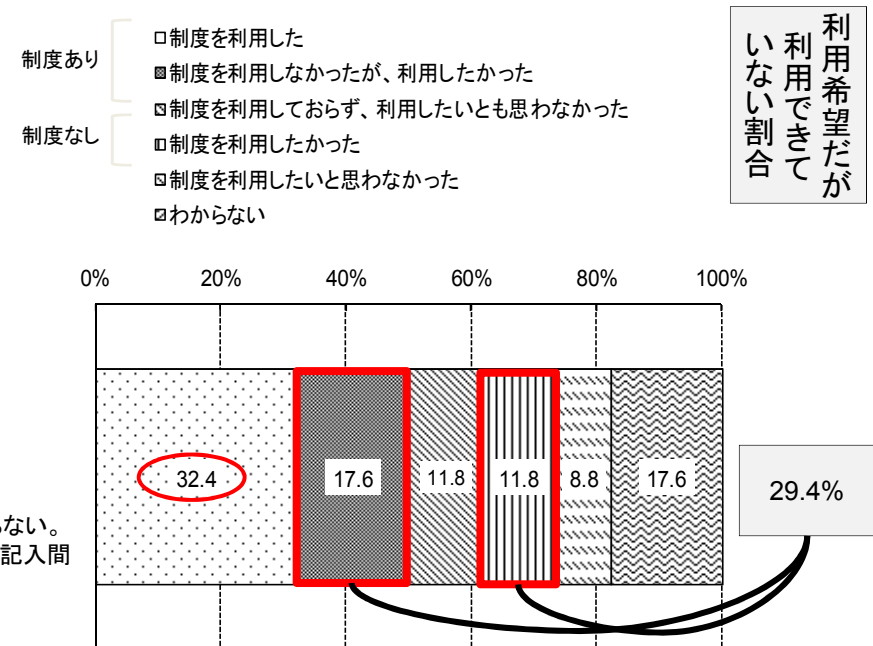 制度あり
制度なし
□制度を利用した
制度を利用しなかったが、利用したかった
制度を利用しておらず、利用したいとも思わなかった
制度を利用したかった
制度を利用したいと思わなかった
わからない
利用希望だが
利用できて
いない割合
0% 20% 40% 60% 80% 100%
32.4 17.6 11.8 11.8 8.8 17.6
29.4%
ない。
記入間